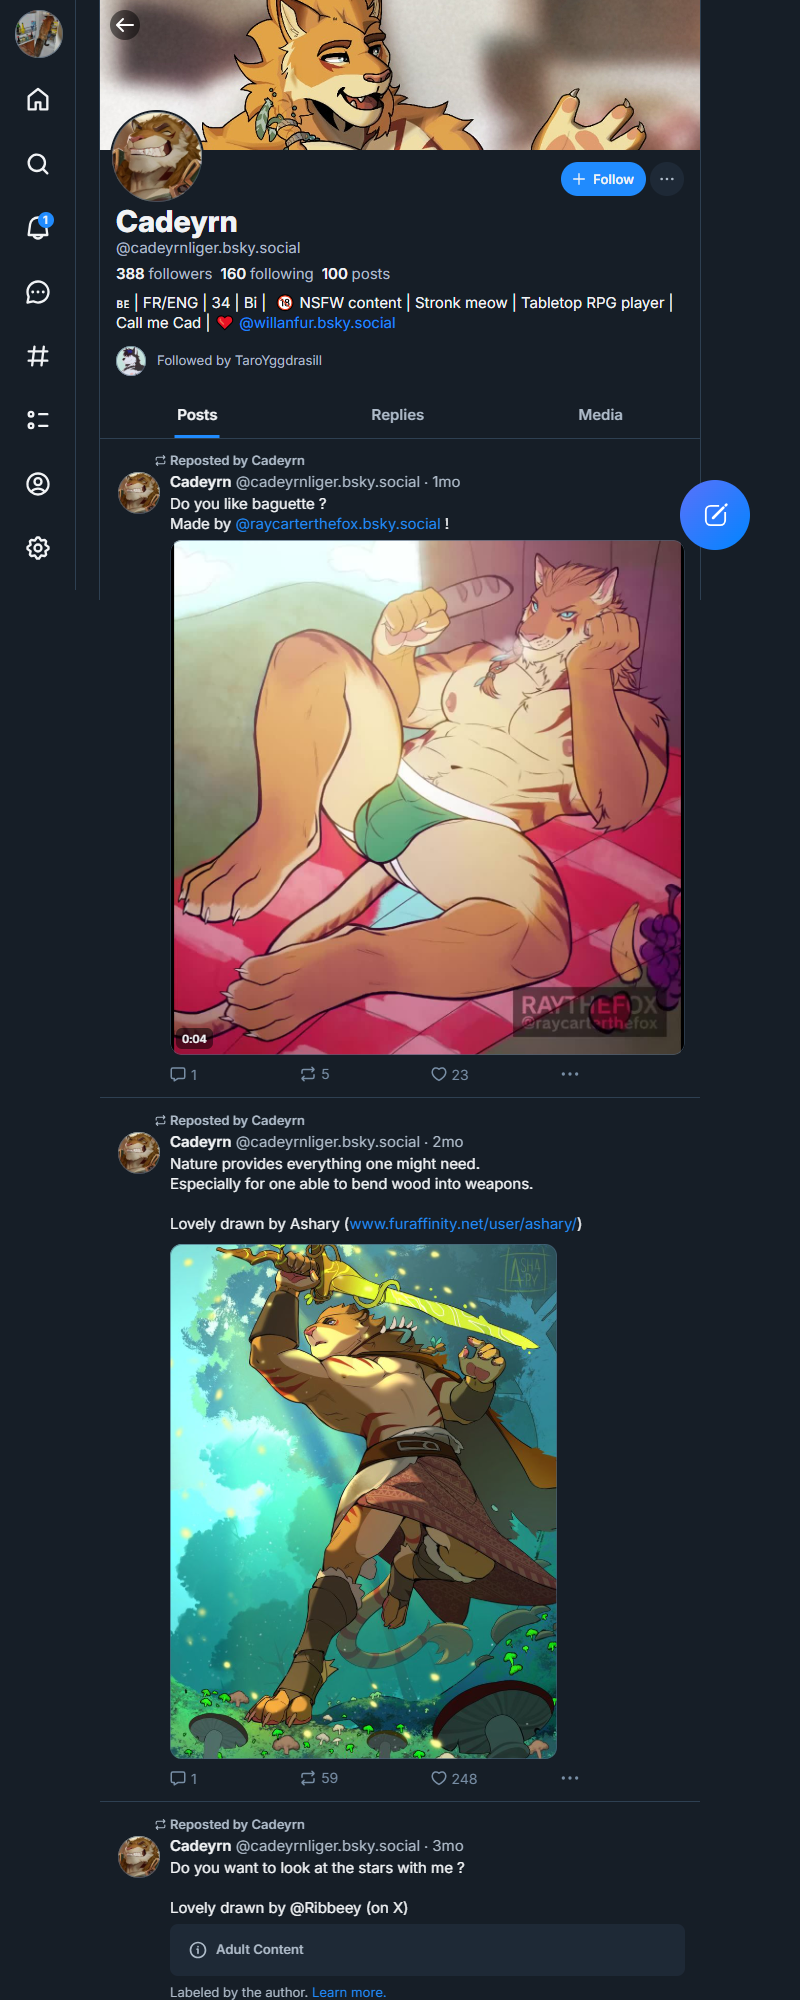 1
Follow
Cadeyrn
@cadeyrnliger.bsky.social
388 followers 160 following 100 posts
BE | FR/ENG | 34 | Bi | 🔞 NSFW content | Stronk meow | Tabletop RPG player |
Call me Cad | ❤️ @willanfur.bsky.social
Followed by TaroYggdrasill
Posts
Replies
Media
Reposted by Cadeyrn
Cadeyrn @cadeyrnliger.bsky.social · 1mo
Do you like baguette ?
Made by @raycarterthefox.bsky.social !
RAYTHEFOX
@raycarterthefox
0:04
1
5
23
Reposted by Cadeyrn
Cadeyrn @cadeyrnliger.bsky.social · 2mo
Nature provides everything one might need.
Especially for one able to bend wood into weapons.
Lovely drawn by Ashary (www.furaffinity.net/user/ashary/)
ASHA
RY
1
59
248
Reposted by Cadeyrn
Cadeyrn @cadeyrnliger.bsky.social · 3mo
Do you want to look at the stars with me ?
Lovely drawn by @Ribbeey (on X)
Adult Content
Labeled by the author. Learn more.